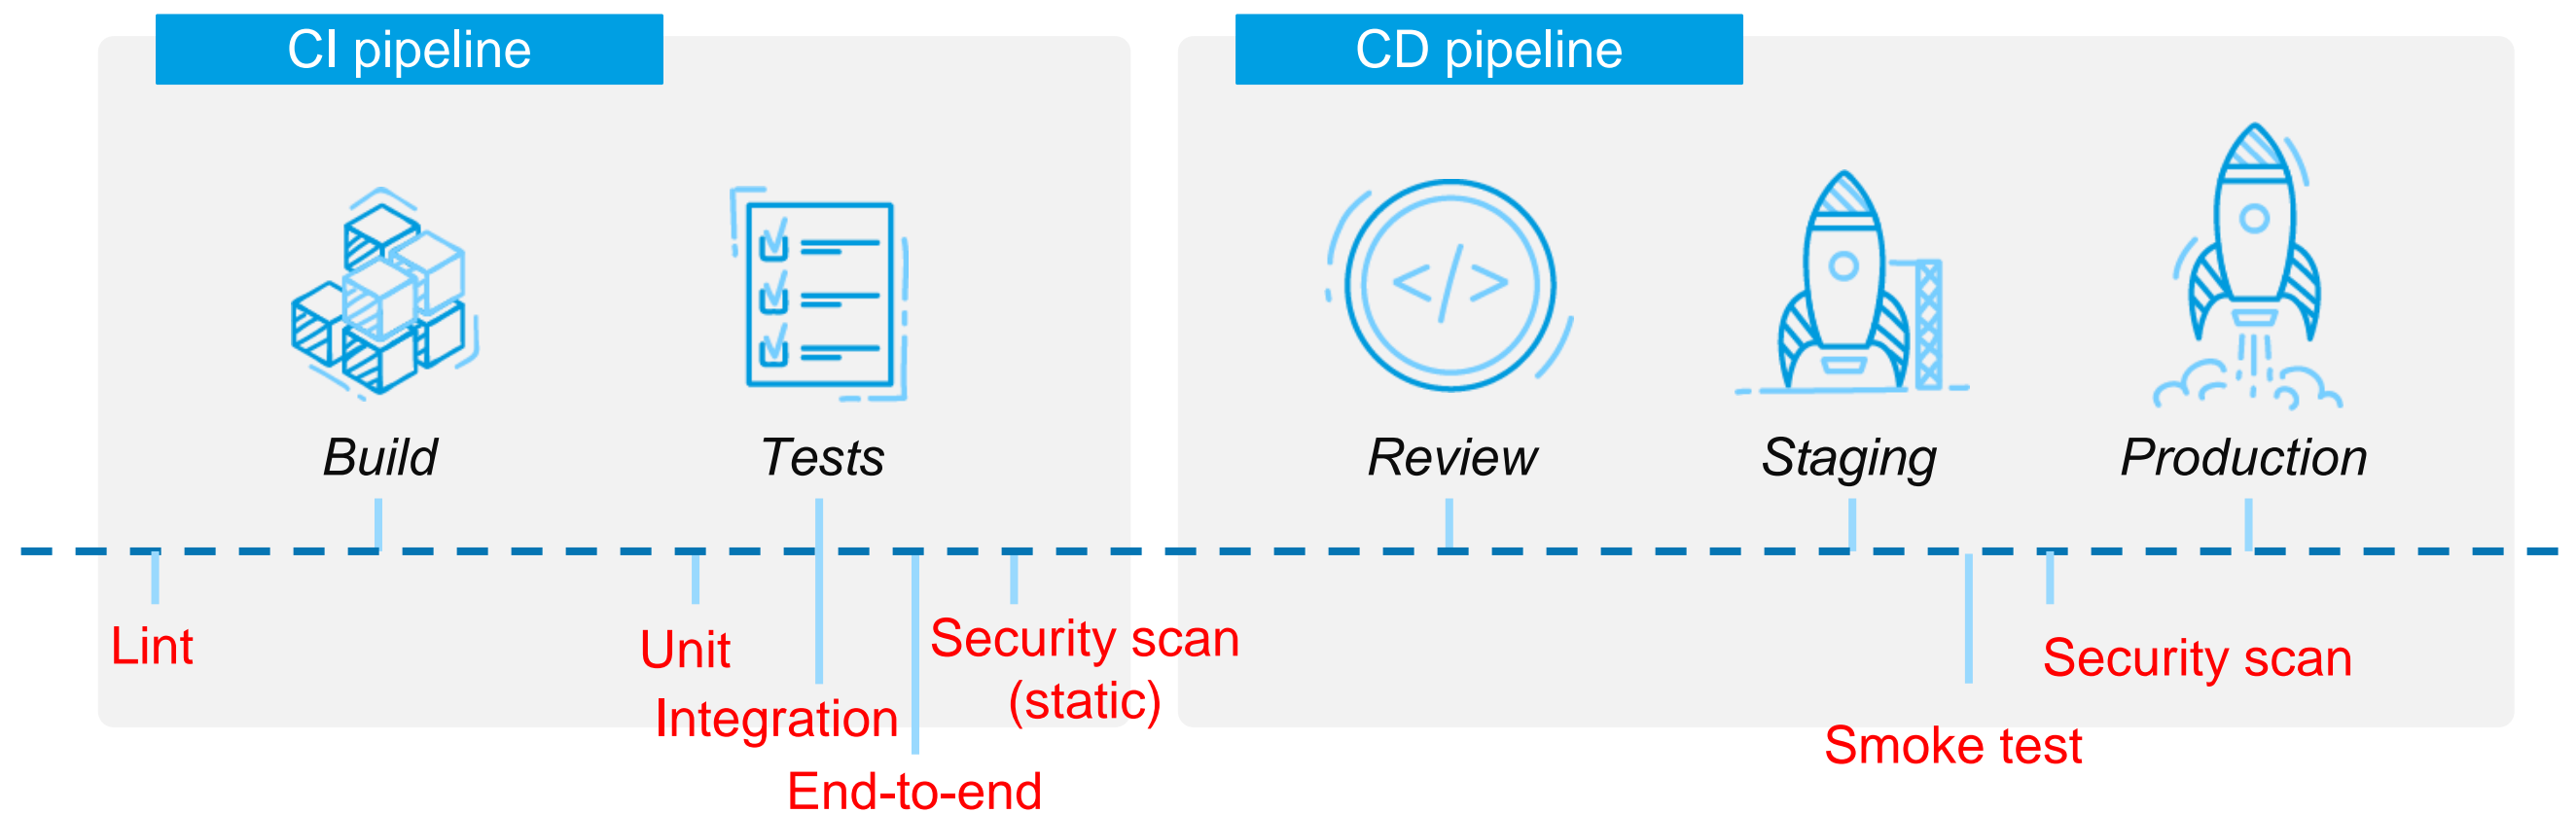 CI pipeline
CD pipeline
</>
Build
Tests
Review
Staging
Production
Lint
Unit
Integration
End-to-end
Security scan
(static)
Smoke test
Security scan